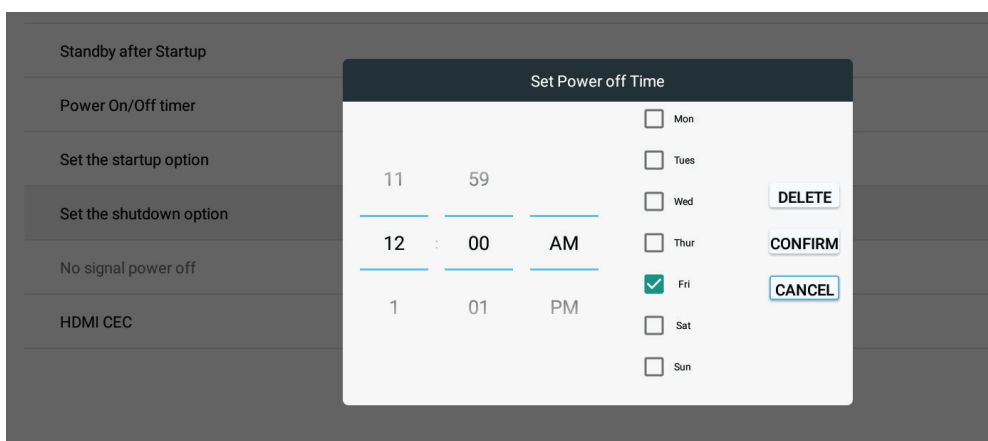 Standby after Startup
Power On/Off timer
Set the startup option
Set the shutdown option
No signal power off
HDMI CEC
Set Power off Time
11 59
12 : 00 AM
1 01 PM
Mon
Tues
Wed
Thur
Fri
Sat
Sun
DELETE
CONFIRM
CANCEL